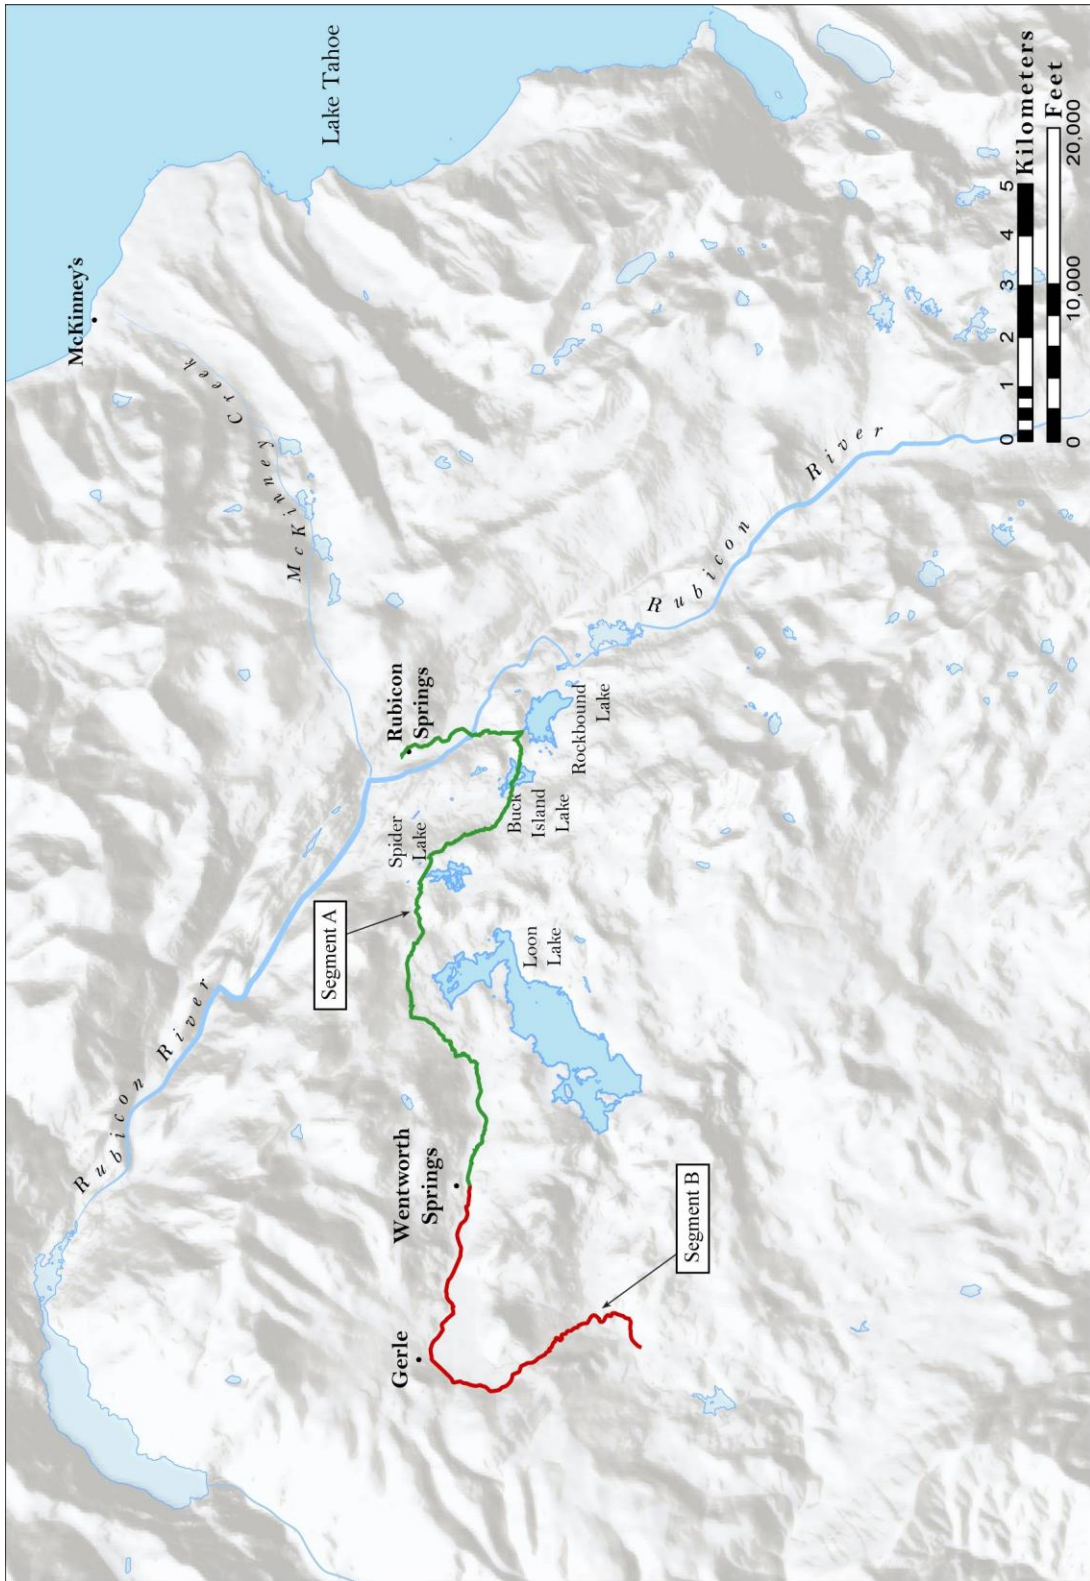 McKinney's
Lake Tahoe
McKinney Creek
Rubicon River
Rubicon
Springs
Segment A
Spider
Lake
Buck
Island
Lake
Rockbound
Lake
Rubicon River
Loon
Lake
Wentworth
Springs
Gerle
Segment B
0 1 2 3 4 5 Kilometers
0 10,000 20,000 Feet